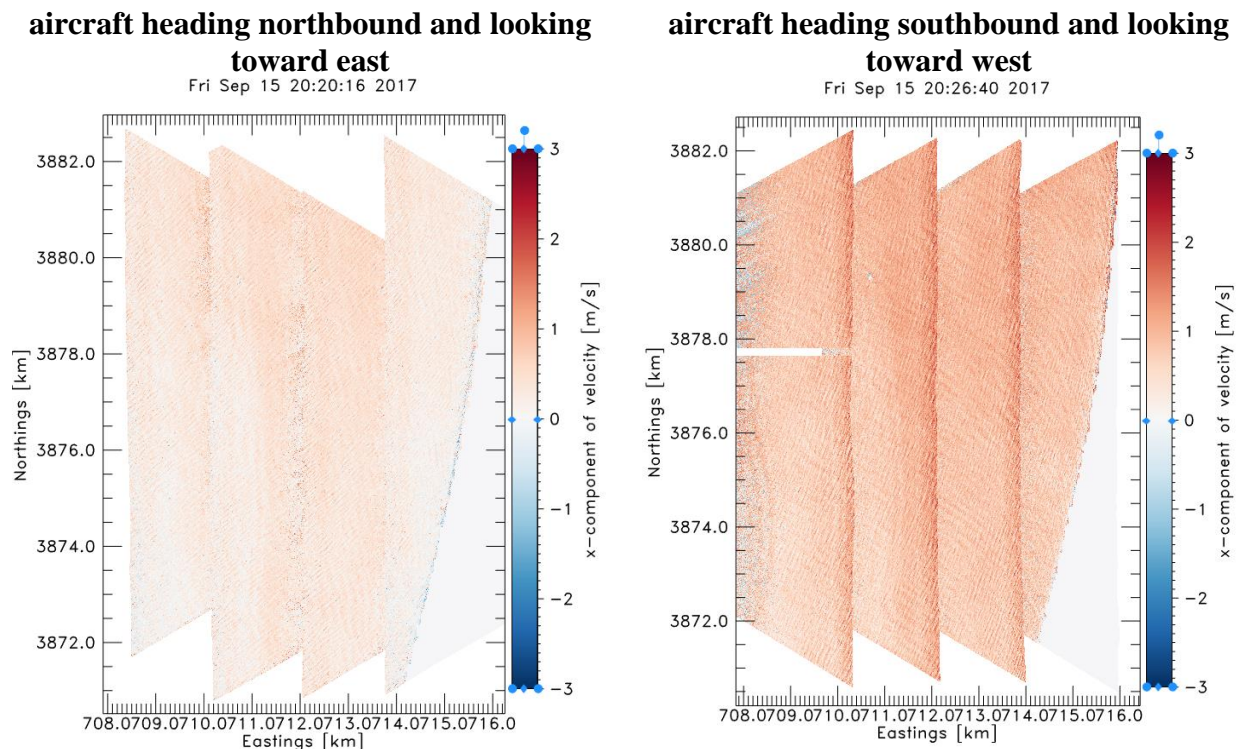 aircraft heading northbound and looking
toward east
Fri Sep 15 20:20:16 2017
3882.0
3880.0
3878.0
3876.0
3874.0
3872.0
Northings [km]
708.0709.0710.0711.0712.0713.0714.0715.0716.0
Eastings [km]
3
2
1
0
−1
−2
−3
x−component of velocity [m/s]
aircraft heading southbound and looking
toward west
Fri Sep 15 20:26:40 2017
3882.0
3880.0
3878.0
3876.0
3874.0
3872.0
Northings [km]
708.0709.0710.0711.0712.0713.0714.0715.0716.0
Eastings [km]
3
2
1
0
−1
−2
−3
x−component of velocity [m/s]